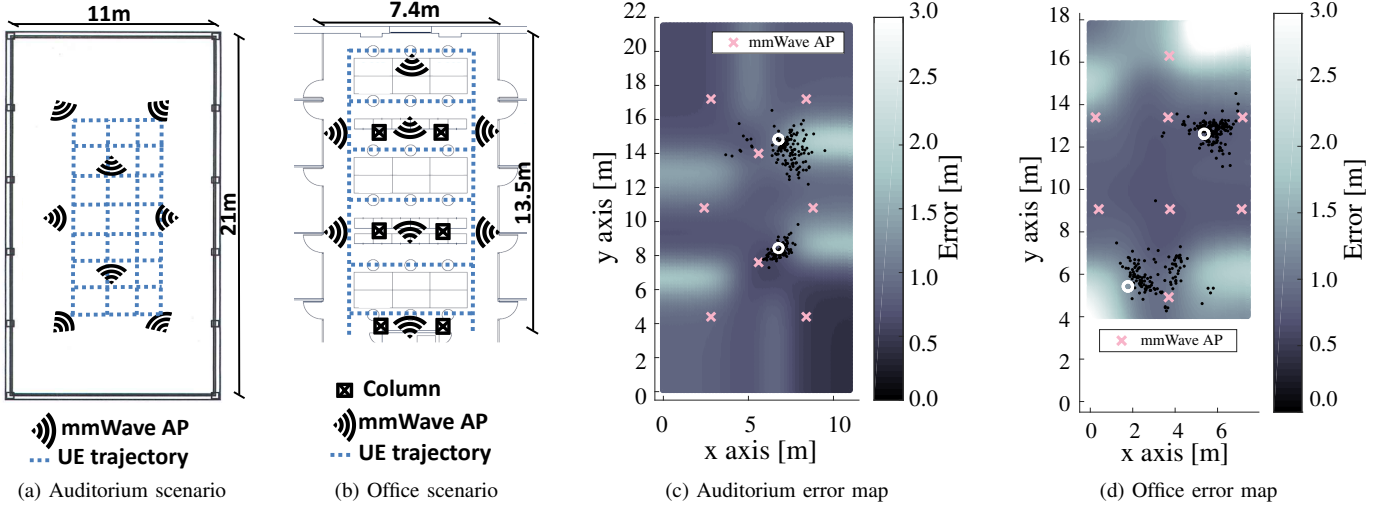 11m
21m
mmWave AP
UE trajectory
(a) Auditorium scenario
7.4m
13.5m
Column
mmWave AP
UE trajectory
(b) Office scenario
22
20
18
16
14
12
10
8
6
4
2
0
y axis [m]
0 5 10
x axis [m]
mmWave AP
3.0
2.5
2.0
1.5
1.0
0.5
0.0
Error [m]
(c) Auditorium error map
18
16
14
12
10
8
6
4
2
0
y axis [m]
0 2 4 6
x axis [m]
mmWave AP
3.0
2.5
2.0
1.5
1.0
0.5
0.0
Error [m]
(d) Office error map